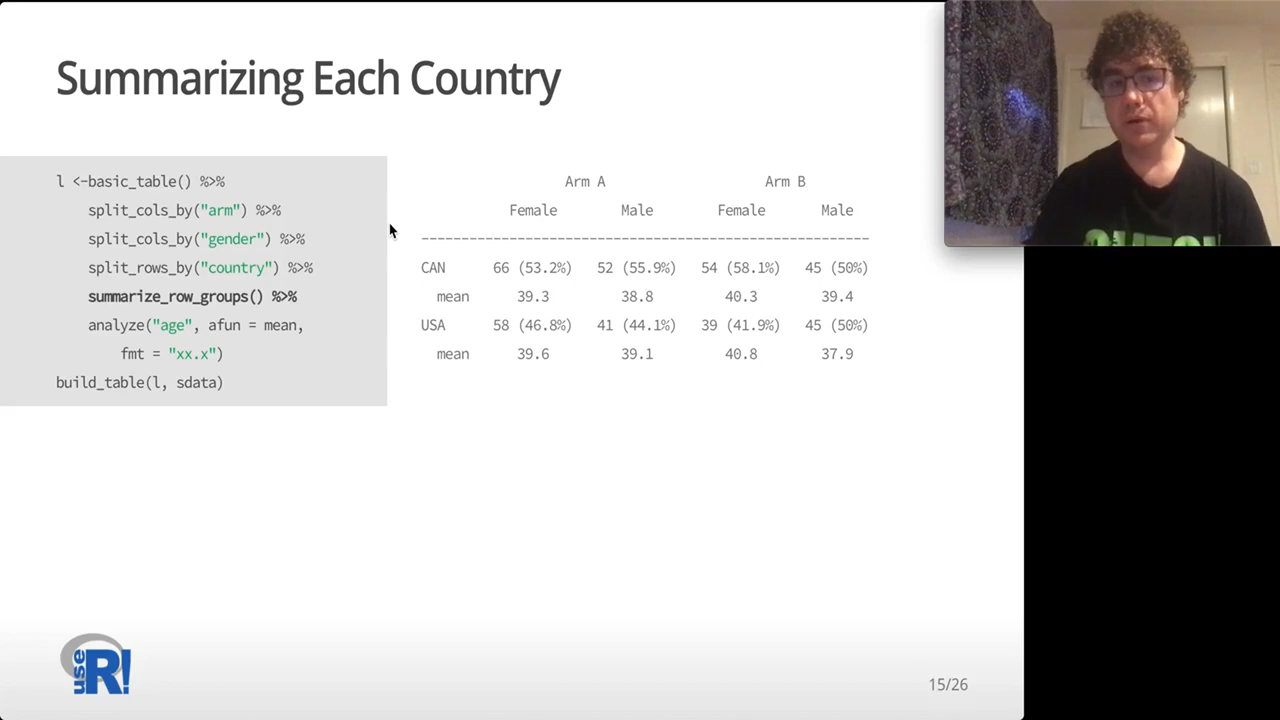 Summarizing Each Country
l <-basic_table() %>%
split_cols_by("arm") %>%
split_cols_by("gender") %>%
split_rows_by("country") %>%
summarize_row_groups() %>%
analyze("age", afun = mean,
fmt = "xx.x")
build_table(l, sdata)
Arm A Arm B
Female Male Female Male
--------------------------------------------------------
CAN 66 (53.2%) 52 (55.9%) 54 (58.1%) 45 (50%)
mean 39.3 38.8 40.3 39.4
USA 58 (46.8%) 41 (44.1%) 39 (41.9%) 45 (50%)
mean 39.6 39.1 40.8 37.9
use R!
15/26